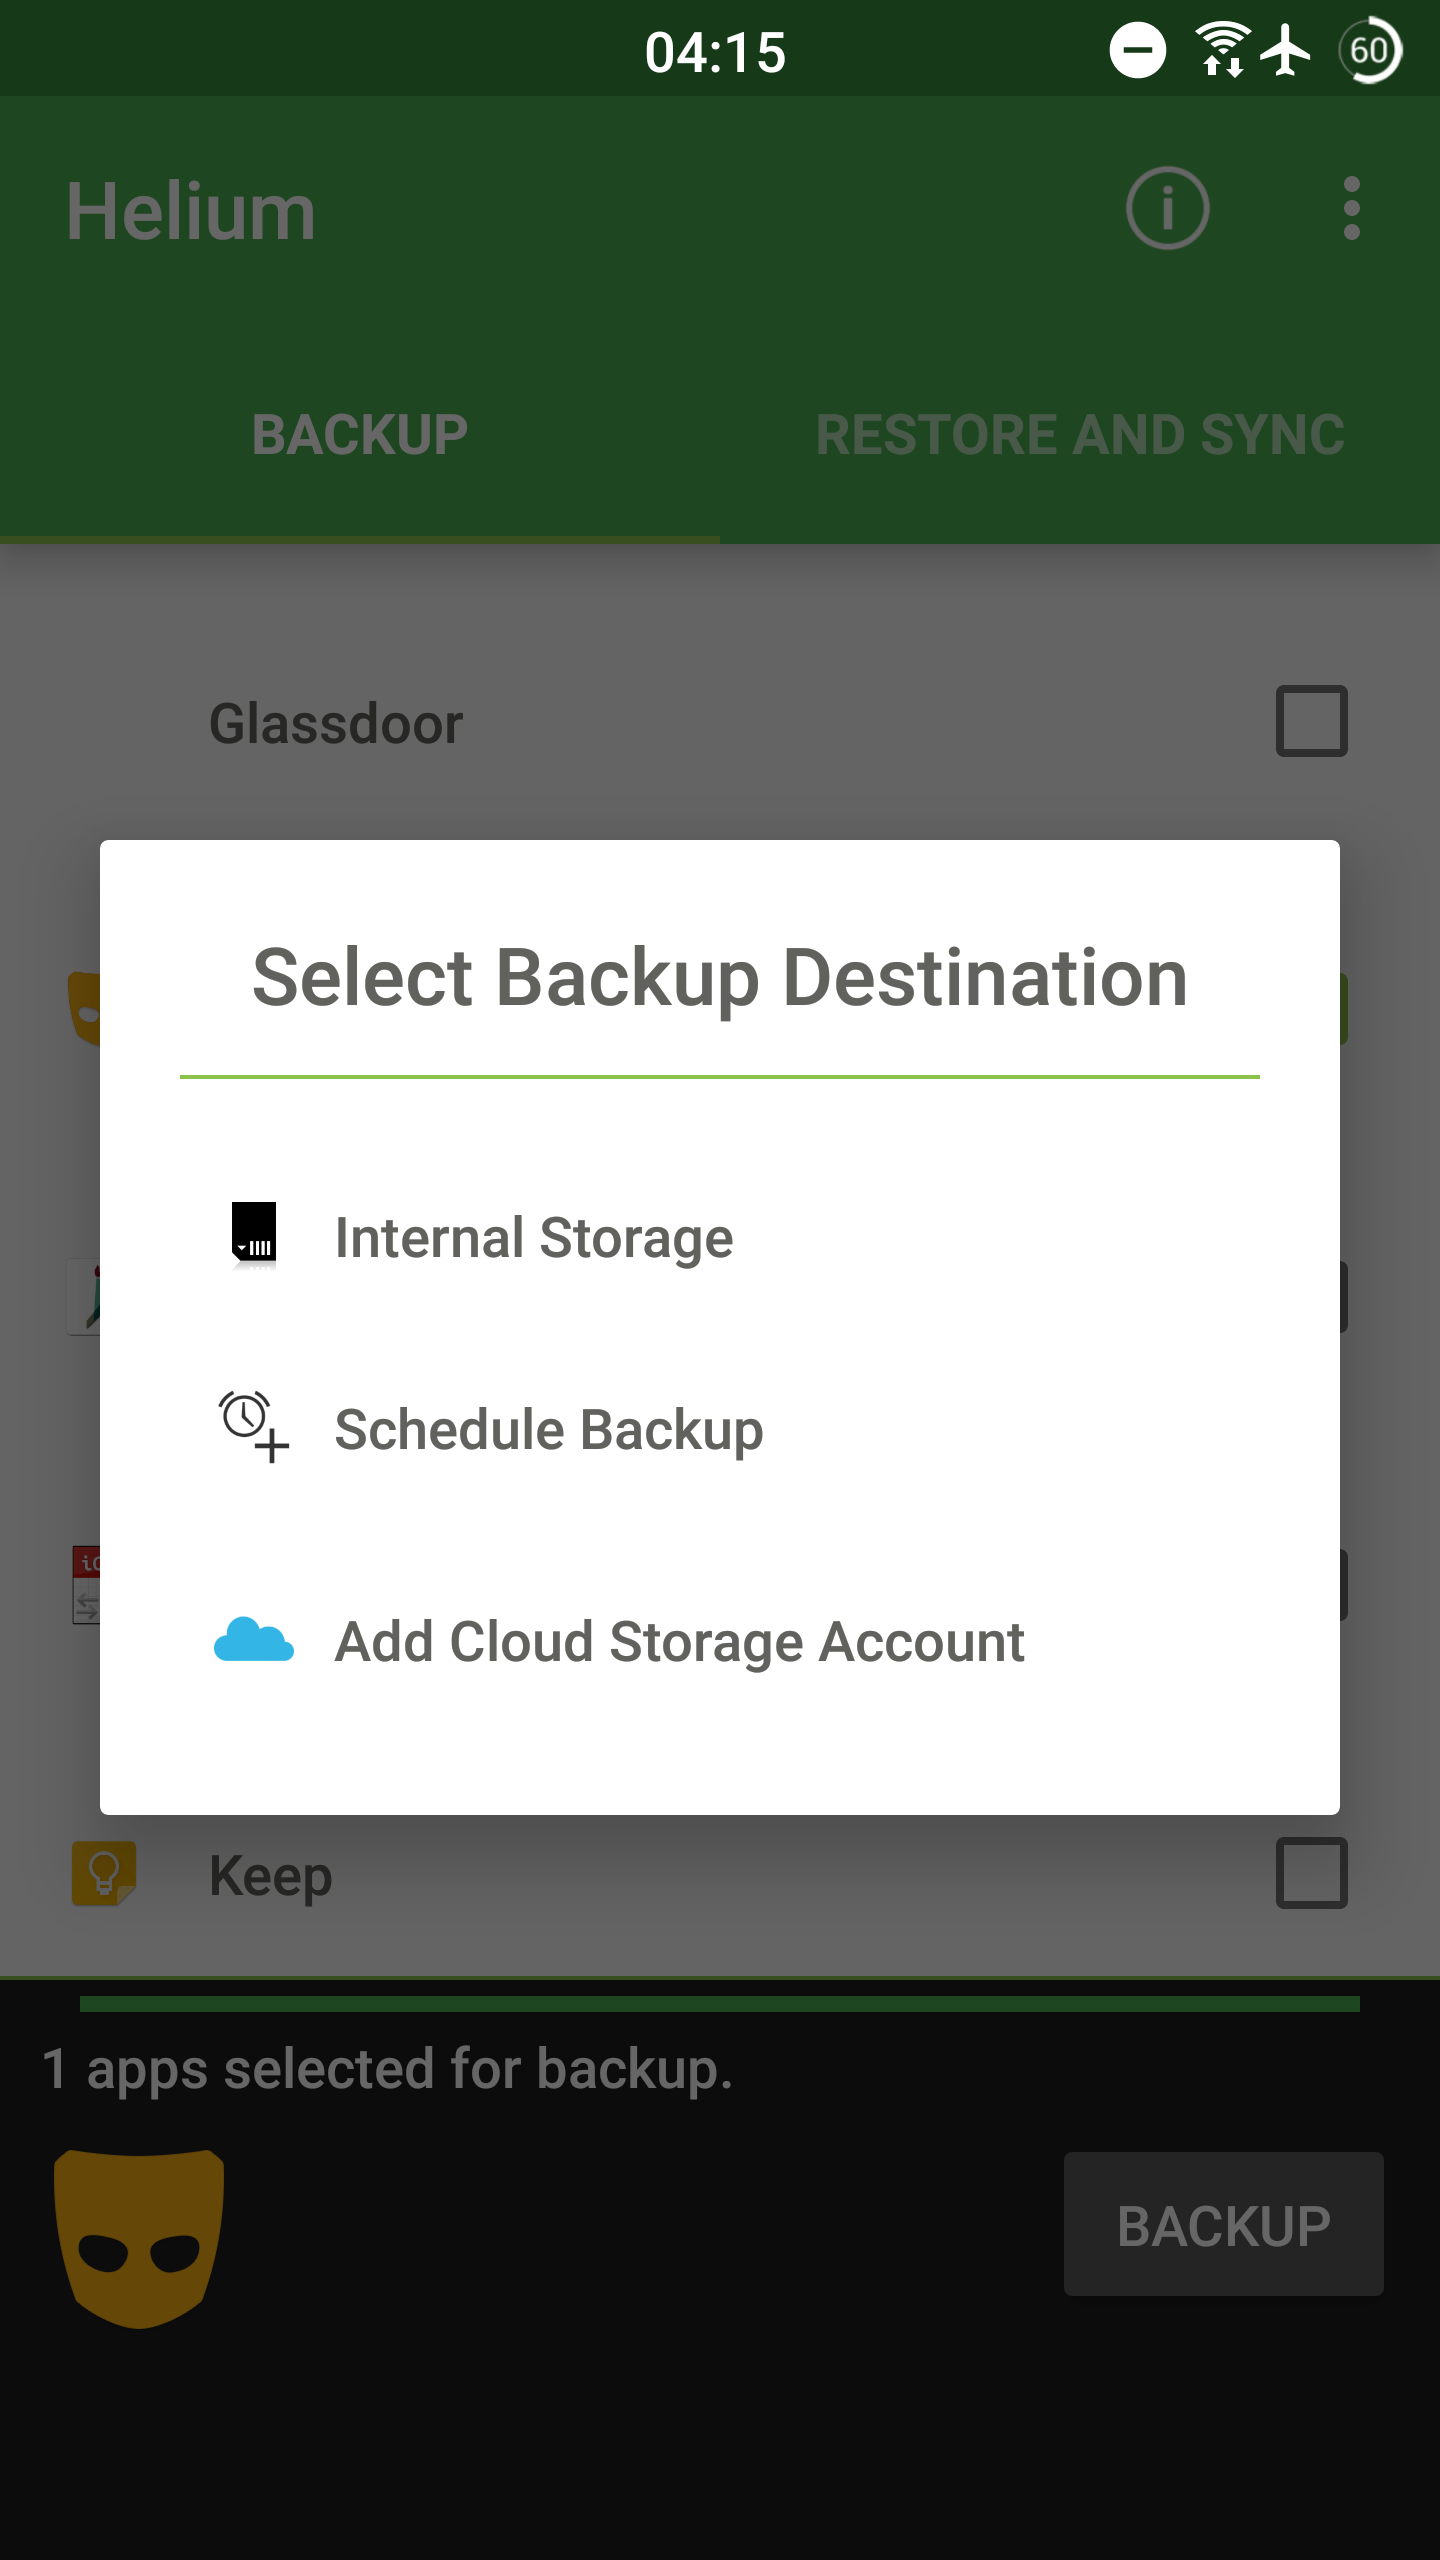 04:15
60
Helium
BACKUP
RESTORE AND SYNC
Glassdoor
Select Backup Destination
Internal Storage
Schedule Backup
Add Cloud Storage Account
Keep
1 apps selected for backup.
BACKUP